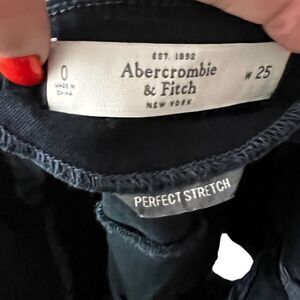 EST. 1892
0
Abercrombie
W 25
MADE IN
CHINA
& Fitch
NEW YORK
PERFECT STRETCH